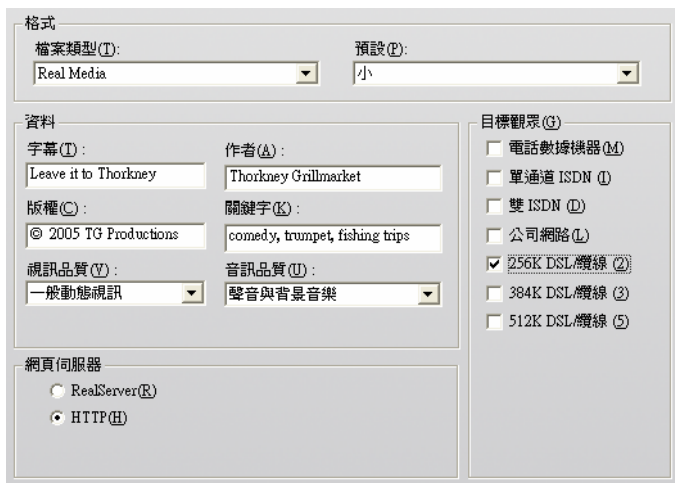 格式
檔案類型(T):
預設(P):
Real Media
小
資料
字幕(T) :
作者(A) :
Leave it to Thorkney
Thorkney Grillmarket
版權(C) :
關鍵字(K) :
© 2005 TG Productions
comedy, trumpet, fishing trips
視訊品質(V) :
音訊品質(U) :
一般動態視訊
聲音與背景音樂
目標觀眾(G)
電話數據機器(M)
單通道 ISDN (I)
雙 ISDN (D)
公司網路(L)
256K DSL/纜線 (2)
384K DSL/纜線 (3)
512K DSL/纜線 (5)
網頁伺服器
RealServer(R)
HTTP(H)